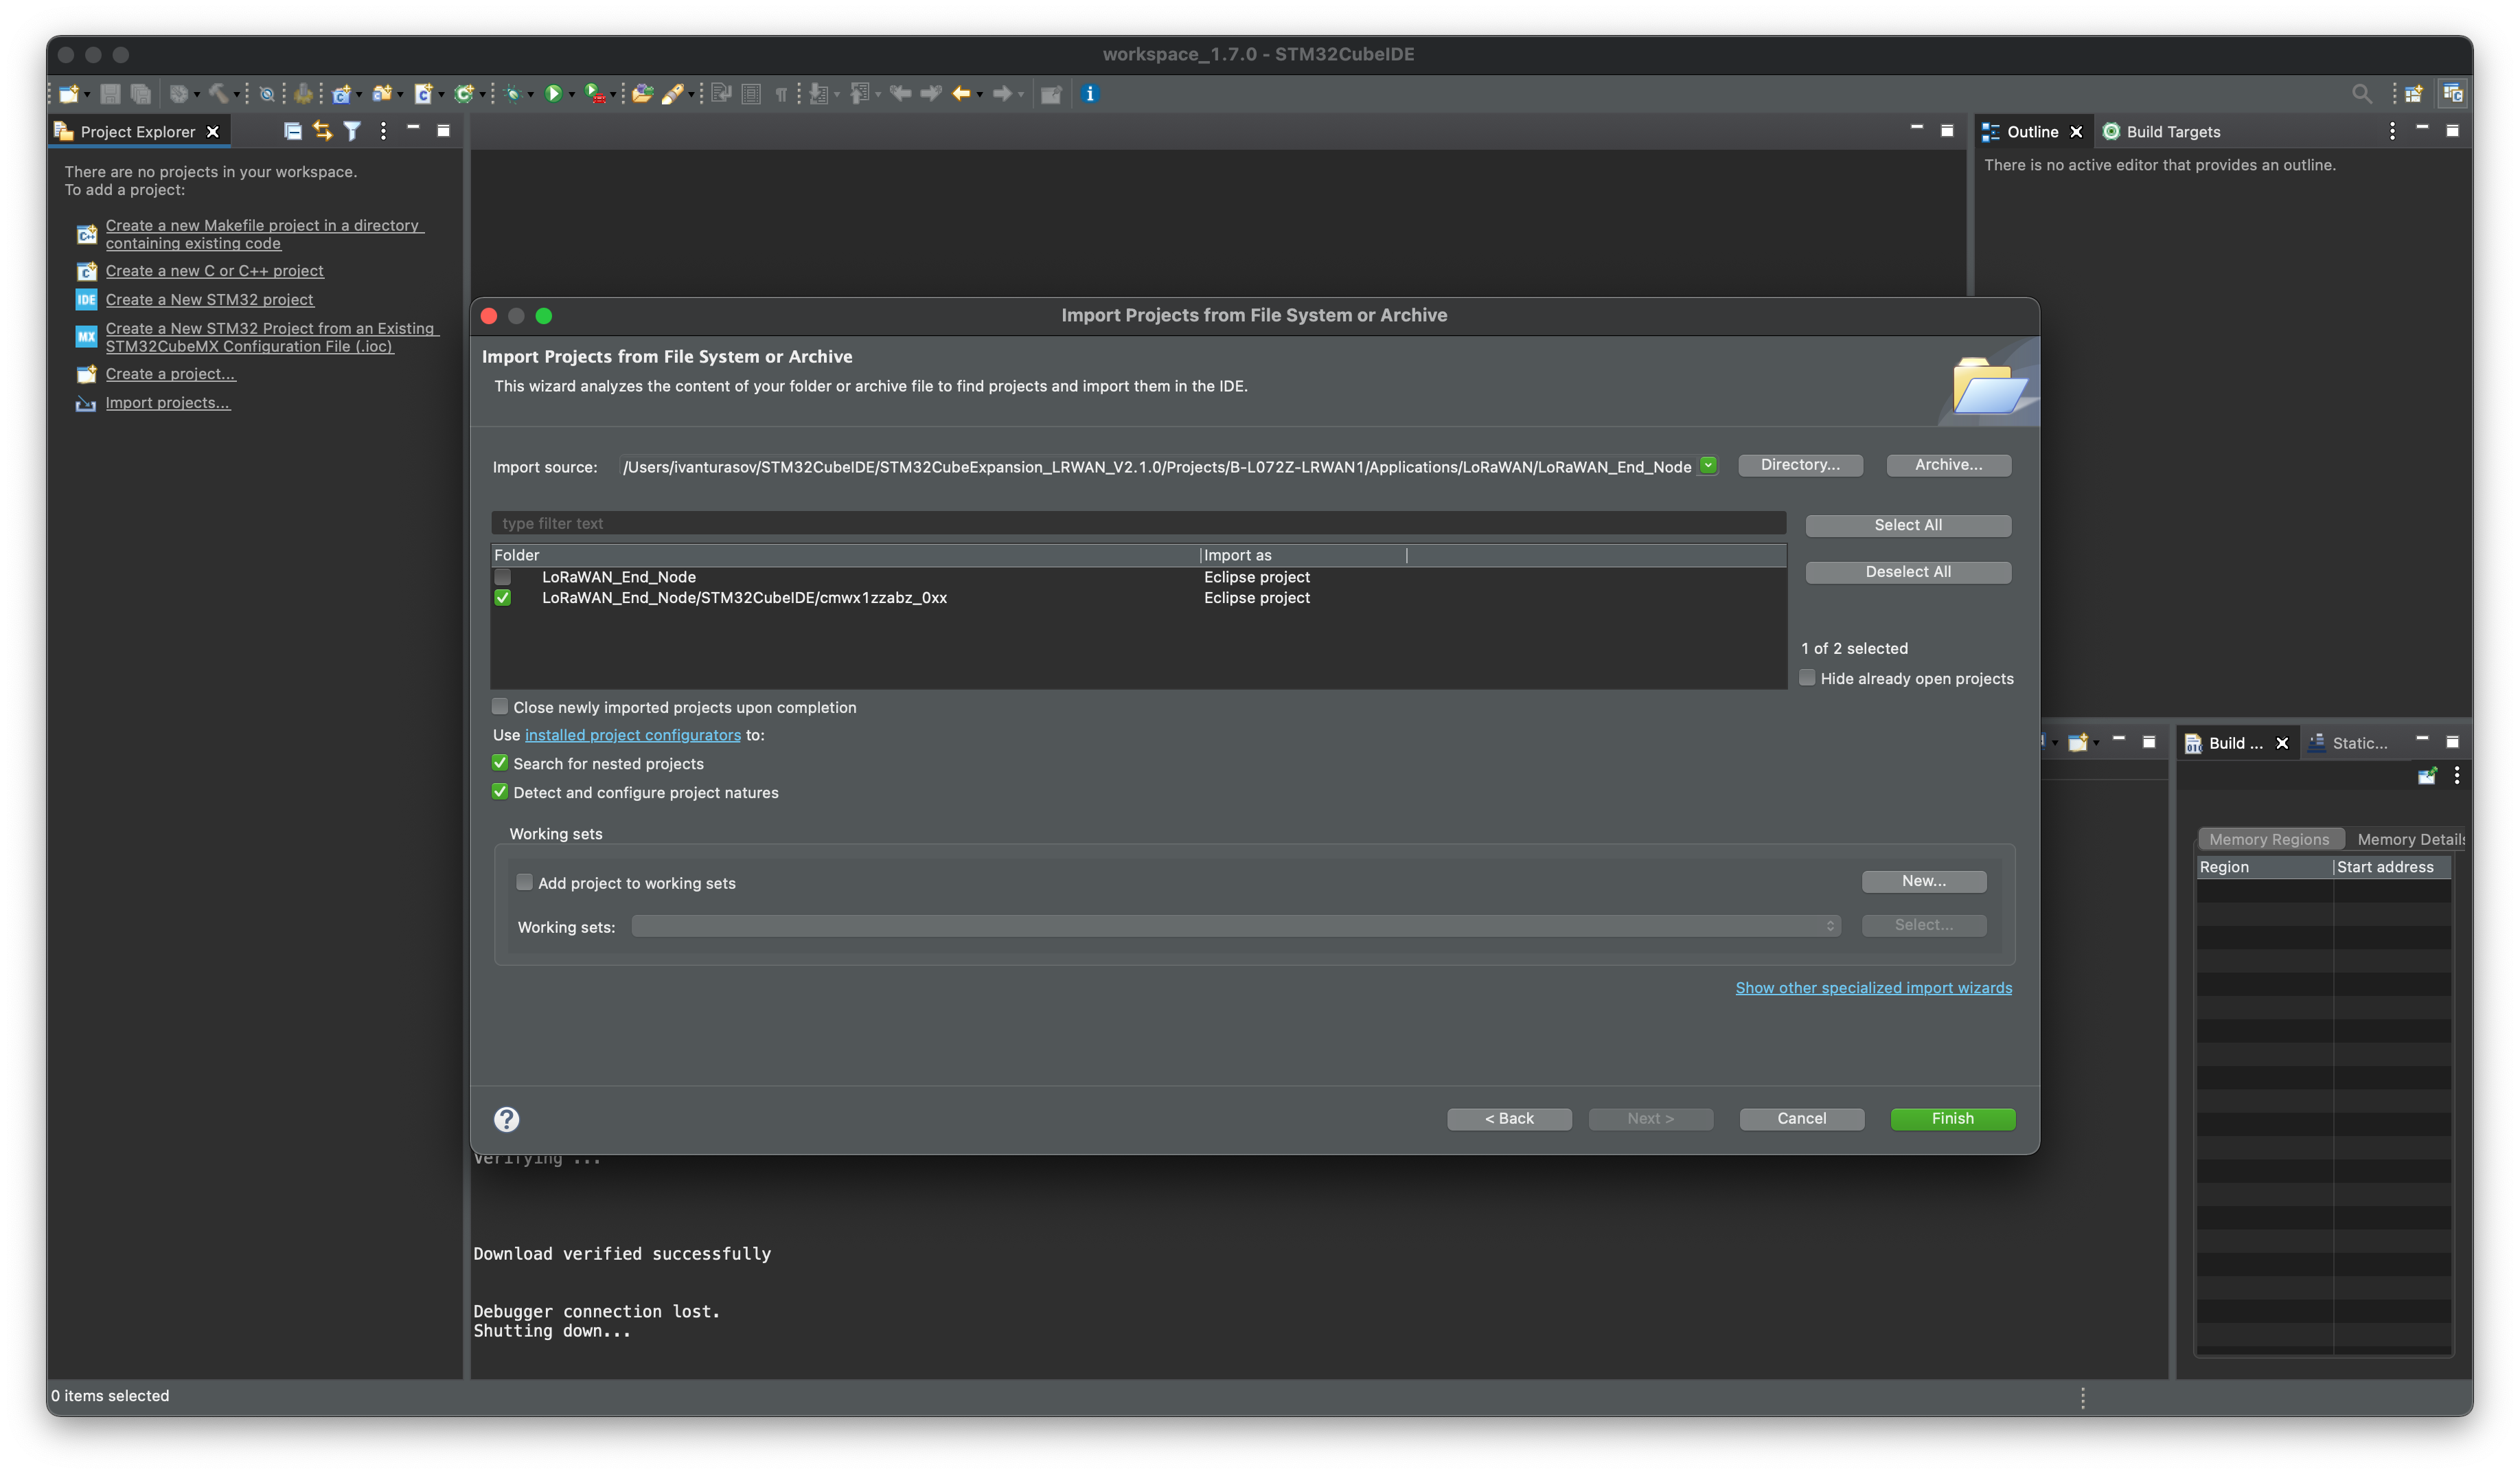 workspace_1.7.0 - STM32CubeIDE
Project Explorer
Outline
Build Targets
There are no projects in your workspace.
To add a project:
There is no active editor that provides an outline.
Create a new Makefile project in a directory
containing existing code
Create a new C or C++ project
IDE
Create a New STM32 project
MX
Create a New STM32 Project from an Existing
STM32CubeMX Configuration File (.ioc)
Create a project...
Import projects...
Import Projects from File System or Archive
Import Projects from File System or Archive
This wizard analyzes the content of your folder or archive file to find projects and import them in the IDE.
Import source:
/Users/ivanturasov/STM32CubeIDE/STM32CubeExpansion_LRWAN_V2.1.0/Projects/B-L072Z-LRWAN1/Applications/LoRaWAN/LoRaWAN_End_Node
Directory...
Archive...
type filter text
Select All
Folder
Import as
LoRaWAN_End_Node
Eclipse project
Deselect All
LoRaWAN_End_Node/STM32CubeIDE/cmwx1zzabz_0xx
Eclipse project
1 of 2 selected
Hide already open projects
Close newly imported projects upon completion
Use installed project configurators to:
Search for nested projects
Detect and configure project natures
Working sets
Add project to working sets
New...
Working sets:
Select...
Show other specialized import wizards
?
< Back
Next >
Cancel
Finish
Build ...
Static...
Memory Regions
Memory Details
Region
Start address
Verifying ...
Download verified successfully
Debugger connection lost.
Shutting down...
0 items selected